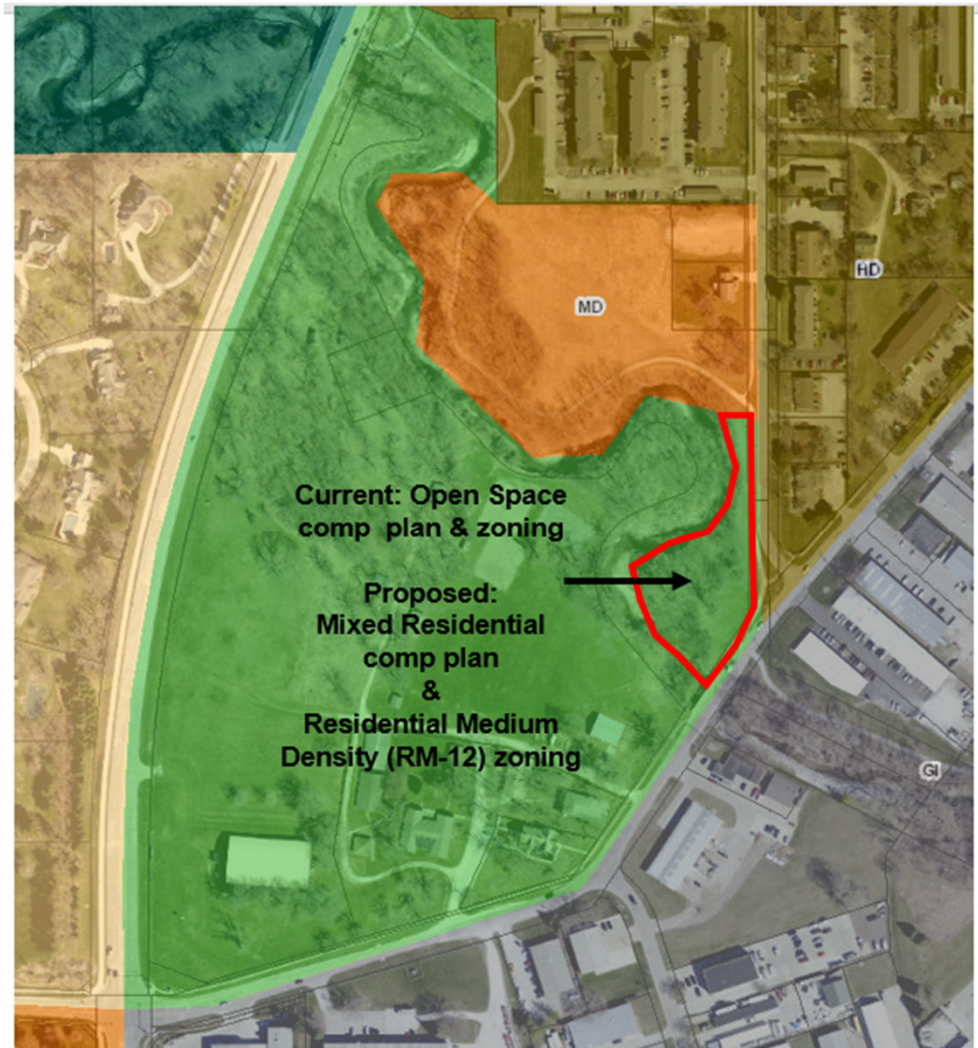 HD
MD
Current: Open Space
comp plan & zoning
Proposed:
Mixed Residential
comp plan
&
Residential Medium
Density (RM-12) zoning
GI